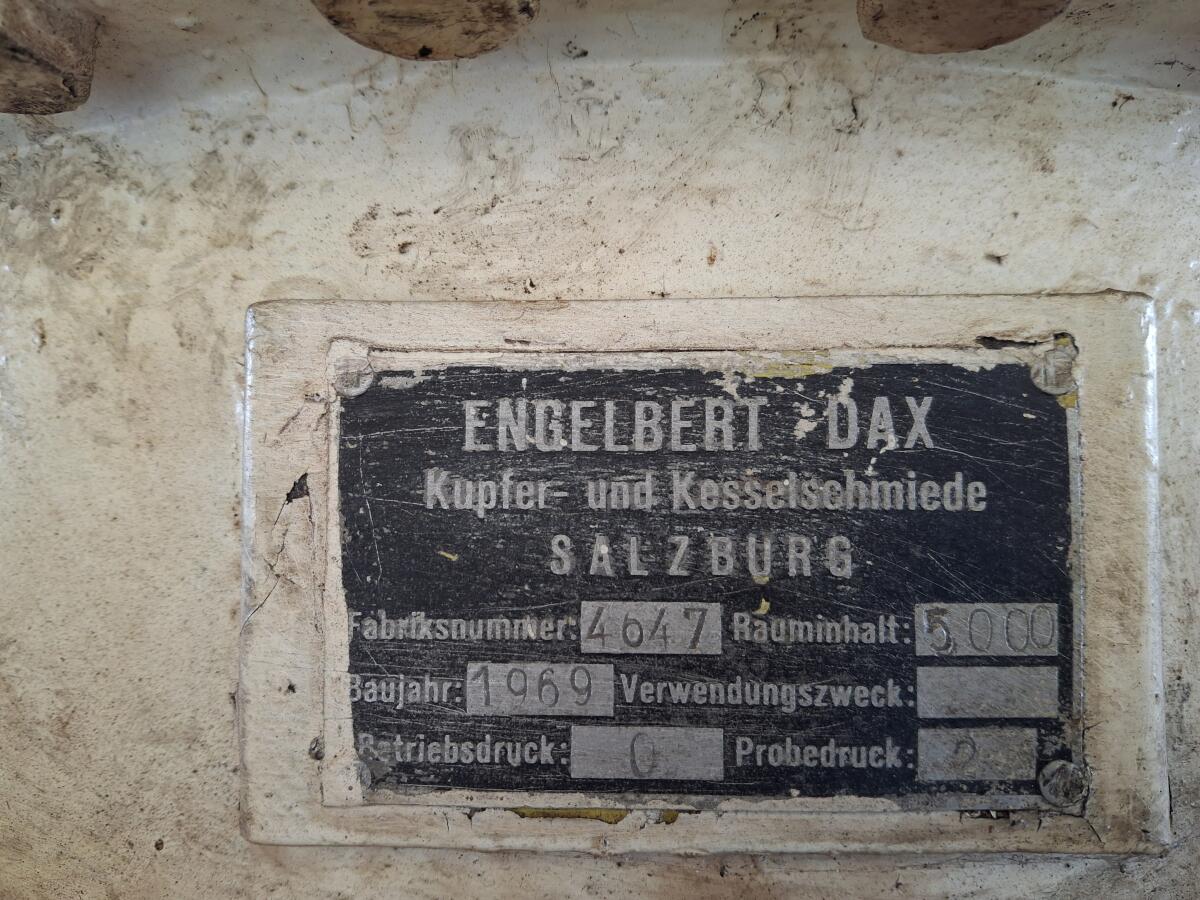 ENGELBERT DAX
Kupfer- und Kesselschmiede
SALZBURG
Fabriksnummer: 4647 Rauminhalt: 5,000
Baujahr: 1969 Verwendungszweck:
Betriebsdruck: 0 Probedruck: 2